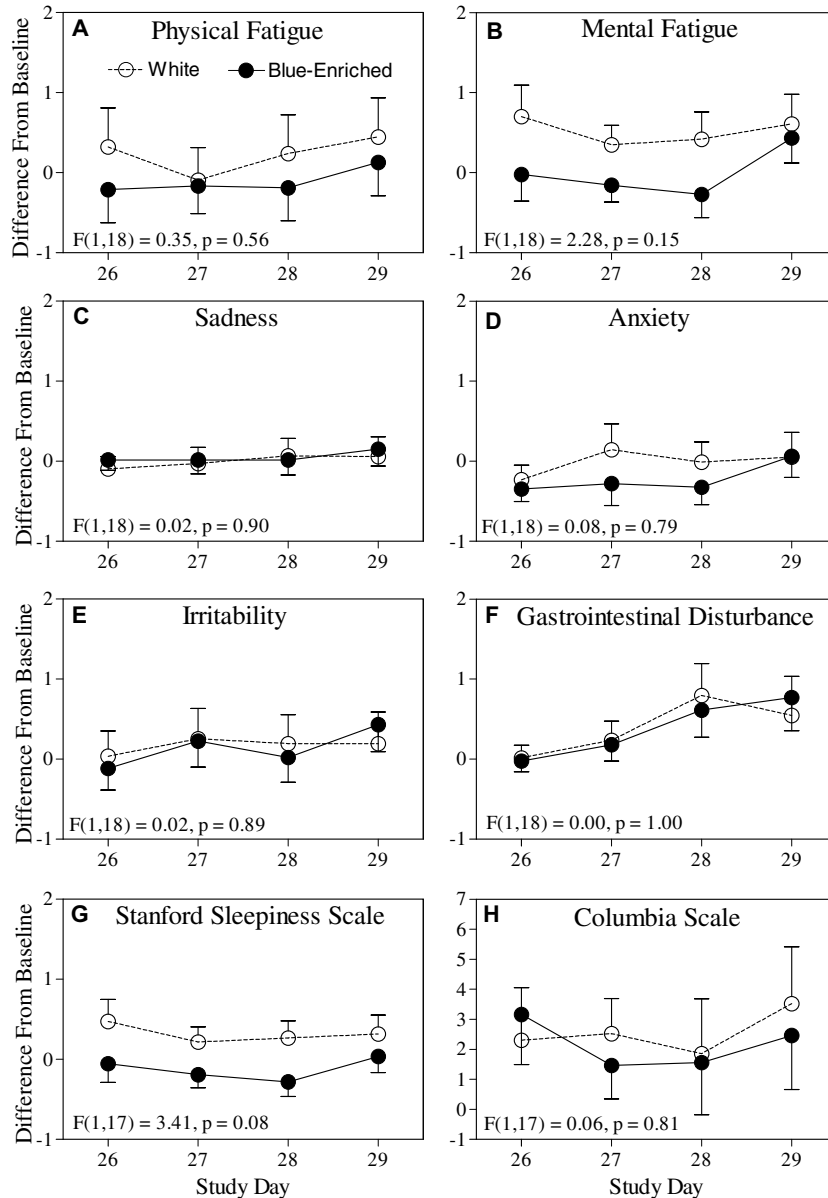 A Physical Fatigue
White Blue-Enriched
Difference From Baseline
2
1
0
-1
F(1,18) = 0.35, p = 0.56
26 27 28 29
B Mental Fatigue
2
1
0
-1
F(1,18) = 2.28, p = 0.15
26 27 28 29
C Sadness
Difference From Baseline
2
1
0
-1
F(1,18) = 0.02, p = 0.90
26 27 28 29
D Anxiety
2
1
0
-1
F(1,18) = 0.08, p = 0.79
26 27 28 29
E Irritability
Difference From Baseline
2
1
0
-1
F(1,18) = 0.02, p = 0.89
26 27 28 29
F Gastrointestinal Disturbance
2
1
0
-1
F(1,18) = 0.00, p = 1.00
26 27 28 29
G Stanford Sleepiness Scale
Difference From Baseline
2
1
0
-1
F(1,17) = 3.41, p = 0.08
26 27 28 29
Study Day
H Columbia Scale
7
6
5
4
3
2
1
0
-1
F(1,17) = 0.06, p = 0.81
26 27 28 29
Study Day